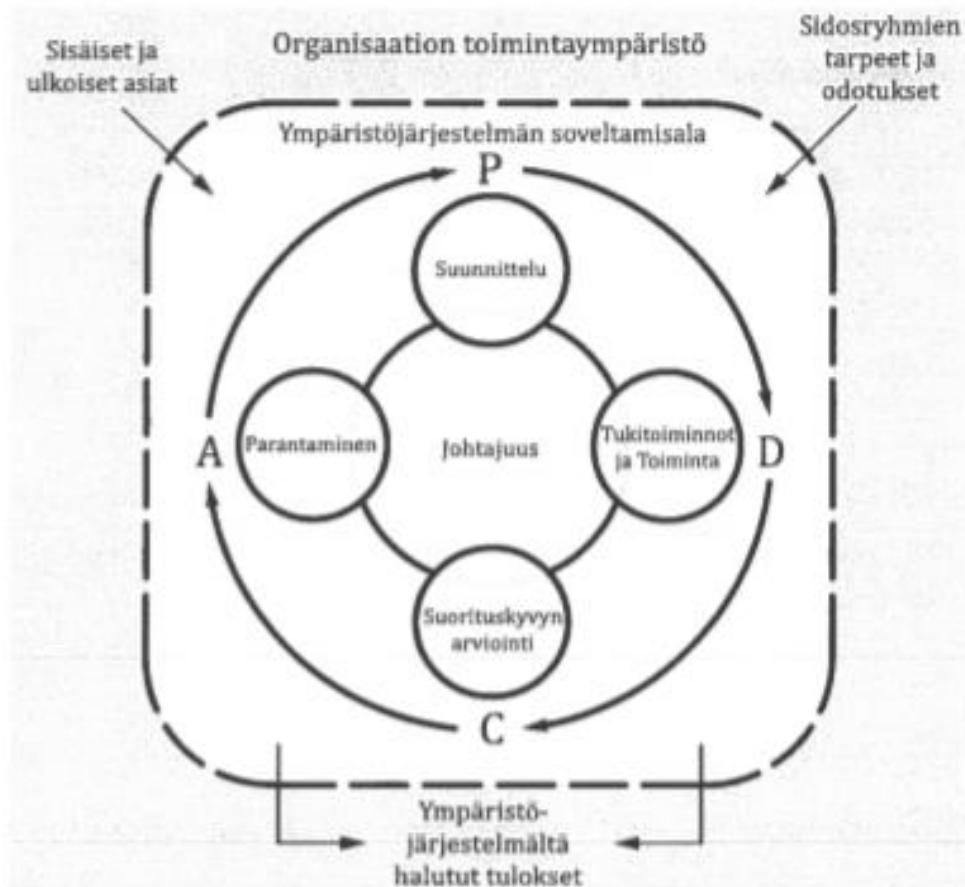 Sisäiset ja
ulkoiset asiat
Organisaation toimintaympäristö
Sidosryhmien
tarpeet ja
odotukset
Ympäristöjärjestelmän soveltamisala
P
Suunnittelu
A
Parantaminen
Johtajuus
Tukitoiminnot
ja Toiminta
D
Suorituskyvyn
arviointi
C
Ympäristö-
järjestelmältä
halutut tulokset